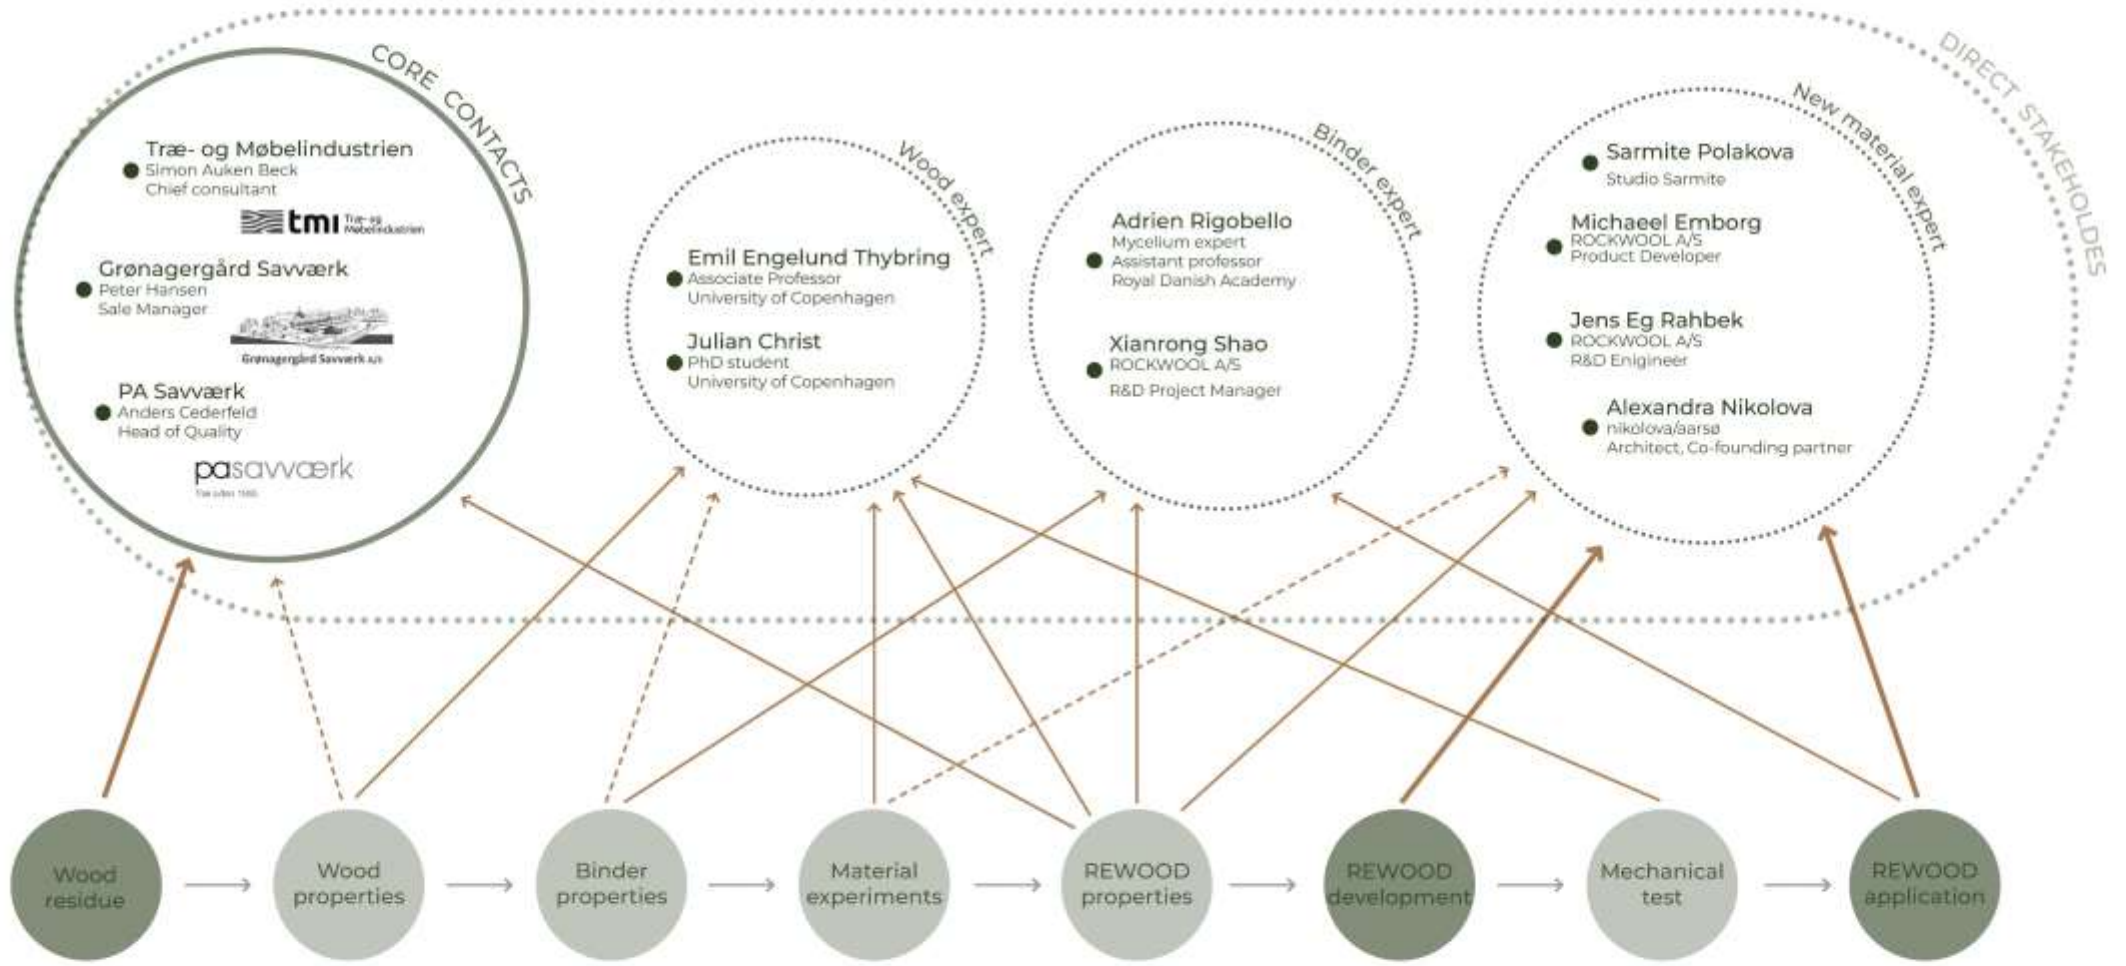 DIRECT STAKEHOLDES
CORE CONTACTS
Træ- og Møbelindustrien
Simon Auken Beck
Chief consultant
tmi Træ- og
Møbelindustrien
Grønagergård Savværk
Peter Hansen
Sale Manager
Grønagergård Savværk A/S
PA Savværk
Anders Cederfeld
Head of Quality
pasavværk
Wood expert
Emil Engelund Thybring
Associate Professor
University of Copenhagen
Julian Christ
PhD student
University of Copenhagen
Binder expert
Adrien Rigobello
Mycelium expert
Assistant professor
Royal Danish Academy
Xianrong Shao
ROCKWOOL A/S
R&D Project Manager
New material expert
Sarmite Polakova
Studio Sarmite
Michaeel Emborg
ROCKWOOL A/S
Product Developer
Jens Eg Rahbek
ROCKWOOL A/S
R&D Enigineer
Alexandra Nikolova
nikolova/aarsø
Architect, Co-founding partner
Wood
residue
Wood
properties
Binder
properties
Material
experiments
REWOOD
properties
REWOOD
development
Mechanical
test
REWOOD
application